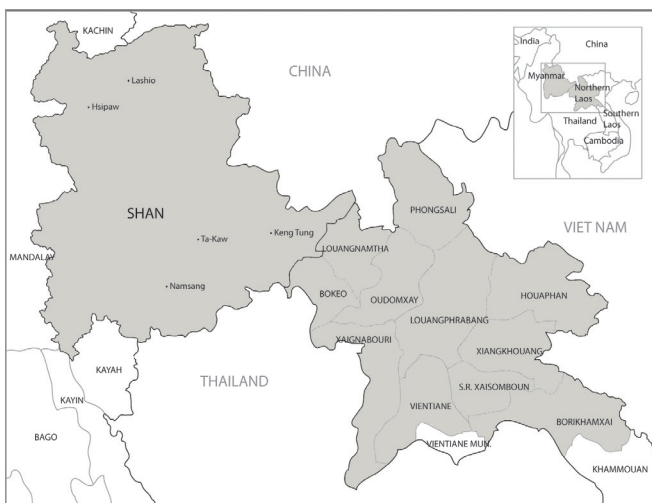 KACHIN
India
China
Myanmar
Northern
Laos
Thailand
Southern
Laos
Cambodia
CHINA
• Lashio
• Hsipaw
PHONGSALI
SHAN
VIET NAM
• Keng Tung
• Ta-Kaw
LOUANGNAMTHA
MANDALAY
• Namsang
BOKEO
OUDOMXAY
HOUAPHAN
LOUANGPHRABANG
XAIGNABOURI
XIANGKHOUANG
KAYAH
THAILAND
S.R. XAISOMBOUN
KAYIN
VIENTIANE
BORIKHAMXAI
BAGO
VIENTIANE MUN.
KHAMMOUAN